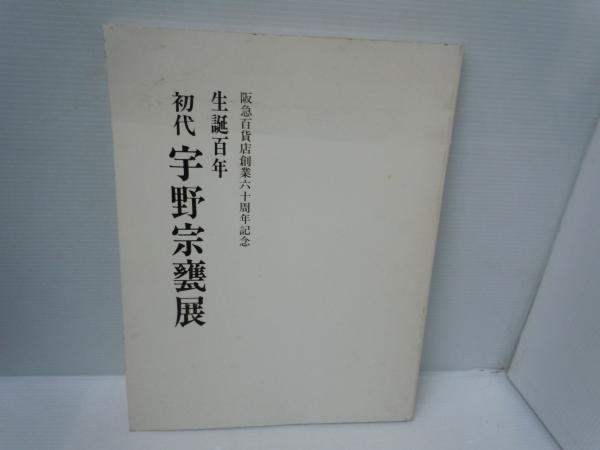 阪急百貨店創業六十周年記念
生誕百年
初代 宇野宗甕展